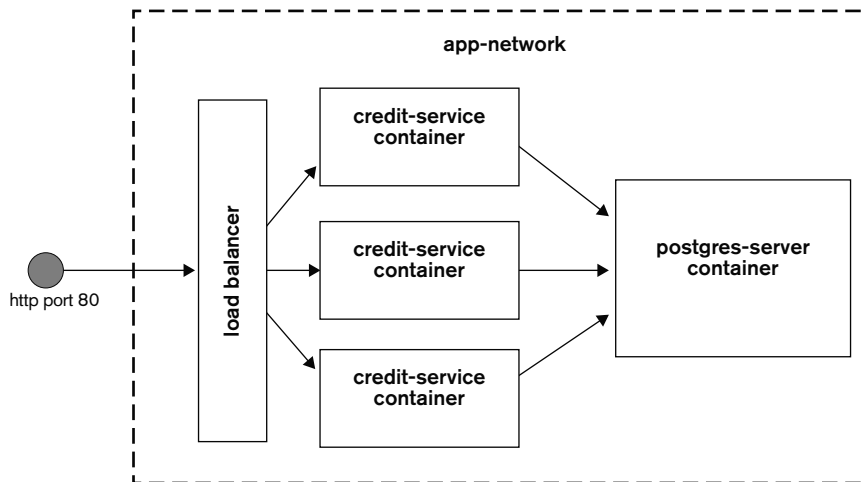 app-network
http port 80
load balancer
credit-service
container
credit-service
container
credit-service
container
postgres-server
container